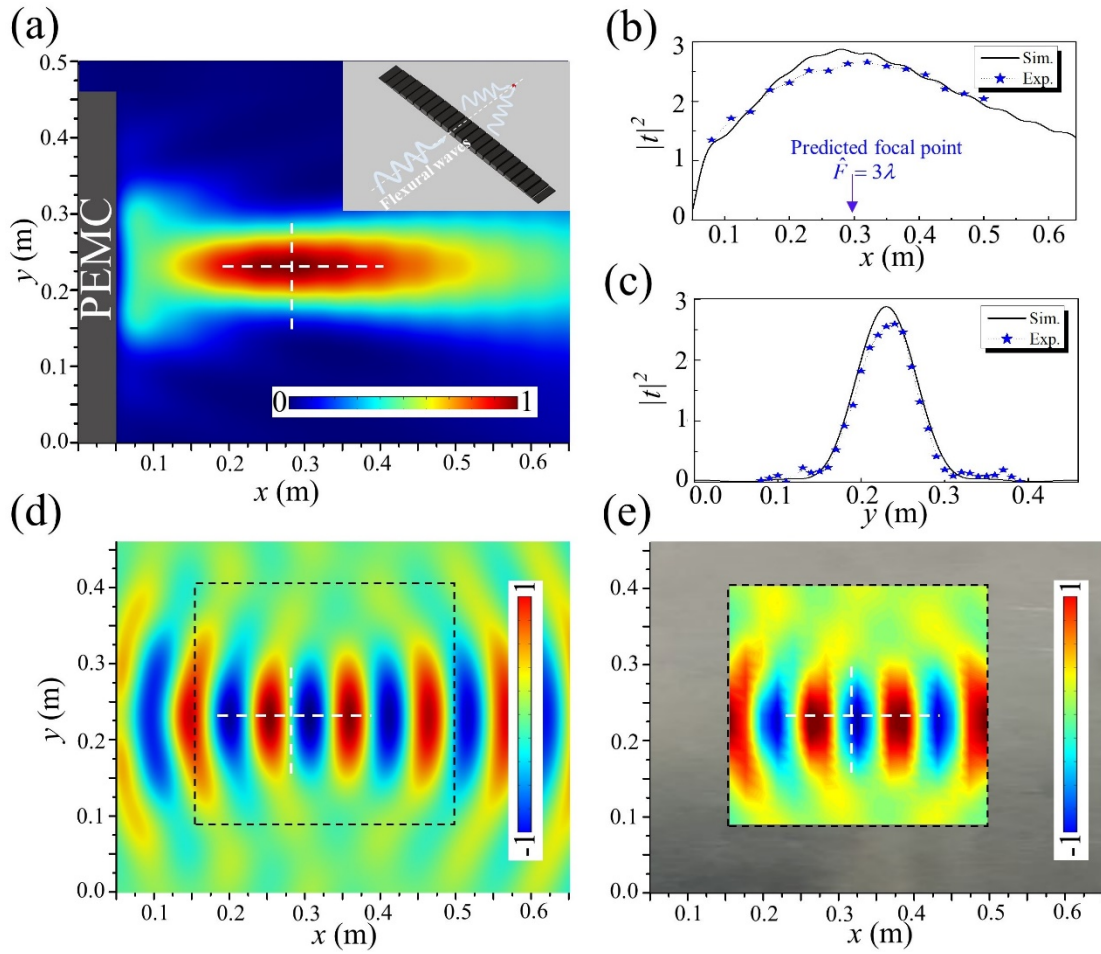 (a)
0.5
0.4
0.3
0.2
0.1
0.0
y (m)
PEMC
Flexural waves
0 1
0.1 0.2 0.3 0.4 0.5 0.6
x (m)
(b)
3
2
1
0
|t|²
Sim.
Exp.
Predicted focal point
F̂ = 3λ
0.1 0.2 0.3 0.4 0.5 0.6
x (m)
(c)
3
2
1
0
|t|²
Sim.
Exp.
0.0 0.1 0.2 0.3 0.4
y (m)
(d)
0.4
0.3
0.2
0.1
0.0
y (m)
1
-1
0.1 0.2 0.3 0.4 0.5 0.6
x (m)
(e)
0.4
0.3
0.2
0.1
0.0
y (m)
1
-1
0.1 0.2 0.3 0.4 0.5 0.6
x (m)